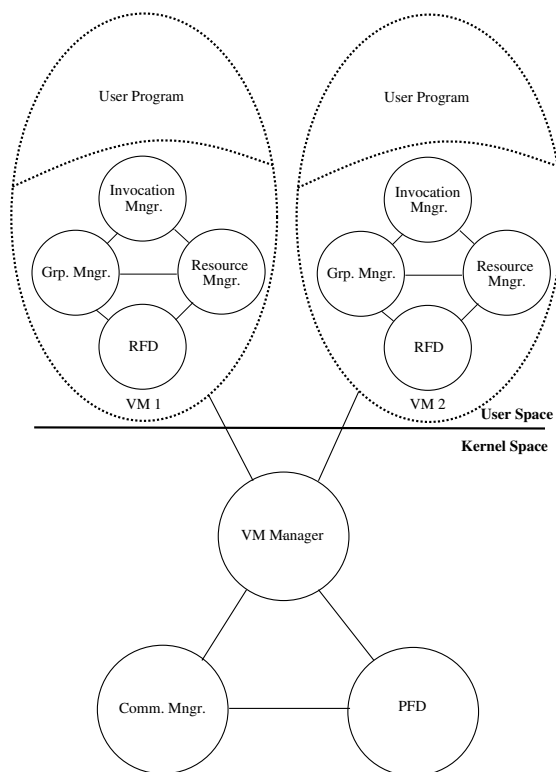 User Program
User Program
Invocation
Mngr.
Invocation
Mngr.
Grp. Mngr.
Resource
Mngr.
Grp. Mngr.
Resource
Mngr.
RFD
RFD
VM 1
VM 2
User Space
Kernel Space
VM Manager
Comm. Mngr.
PFD